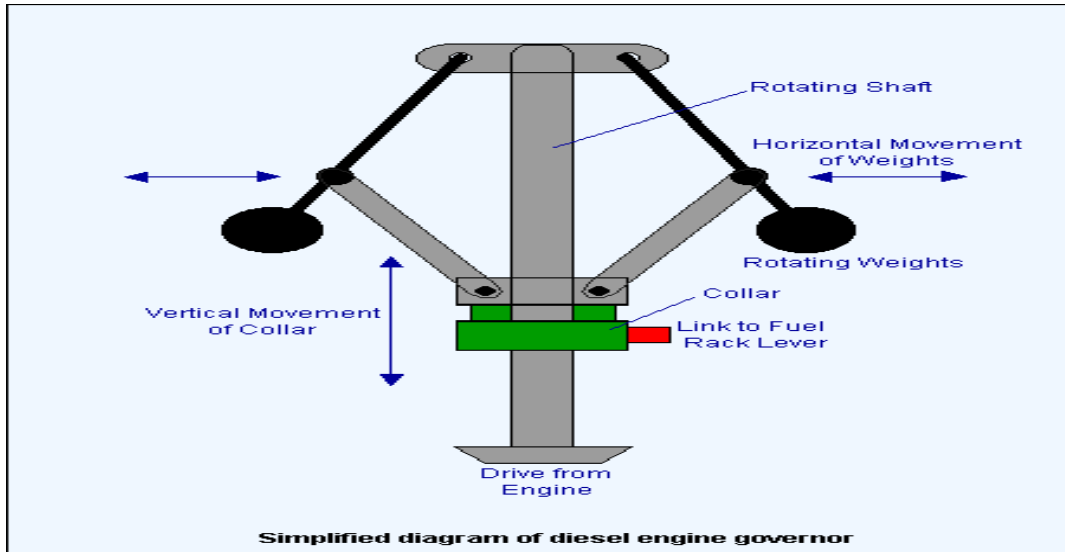 Rotating Shaft
Horizontal Movement
of Weights
Rotating Weights
Collar
Vertical Movement
of Collar
Link to Fuel
Rack Lever
Drive from
Engine
Simplified diagram of diesel engine governor